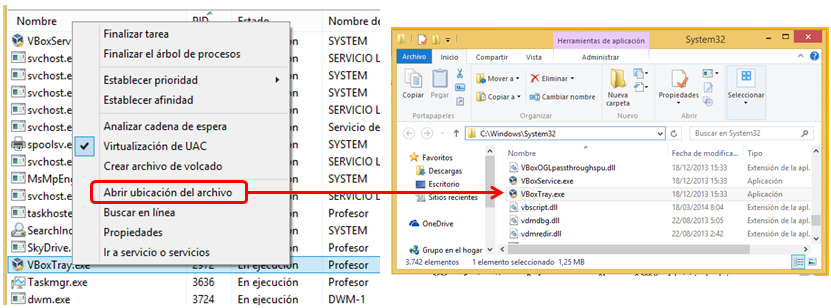 Nombre PID Estado Nombre de
VBoxServ SYSTEM
svchost.e SYSTEM
svchost.e SERVICIO L
svchost.e SERVICIO L
svchost.e Servicio de
svchost.e SYSTEM
spoolsv.e SYSTEM
svchost.e SERVICIO L
MsMpEn SYSTEM
svchost.e SERVICIO L
taskhoste Profesor
SearchInd SYSTEM
SkyDrive. Profesor
VBoxTray.exe 2972 En ejecución Profesor
Taskmgr.exe 3636 En ejecución Profesor
dwm.exe 3724 En ejecución DWM-1
Finalizar tarea
Finalizar el árbol de procesos
Establecer prioridad
Establecer afinidad
Analizar cadena de espera
Virtualización de UAC
Crear archivo de volcado
Abrir ubicación del archivo
Buscar en línea
Propiedades
Ir a servicio o servicios
Herramientas de aplicación System32
Archivo Inicio Compartir Vista Administrar
Copiar Pegar
Mover a Eliminar
Copiar a Cambiar nombre
Nueva carpeta
Propiedades
Seleccionar
Portapapeles Organizar Nuevo Abrir
C:\Windows\System32 Buscar en System32
Favoritos
Descargas
Escritorio
Sitios recientes
OneDrive
Grupo en el hogar
Nombre Fecha de modifica... Tipo
VBoxOGLpassthroughspu.dll 18/12/2013 15:33 Extensión de la apl.
VBoxService.exe 18/12/2013 15:33 Aplicación
VBoxTray.exe 18/12/2013 15:33 Aplicación
vbscript.dll 18/03/2014 8:04 Extensión de la apl.
vdmdbg.dll 22/08/2013 5:05 Extensión de la apl.
vdmredir.dll 22/08/2013 2:42 Extensión de la apl.
3.742 elementos 1 elemento seleccionado 1,25 MB